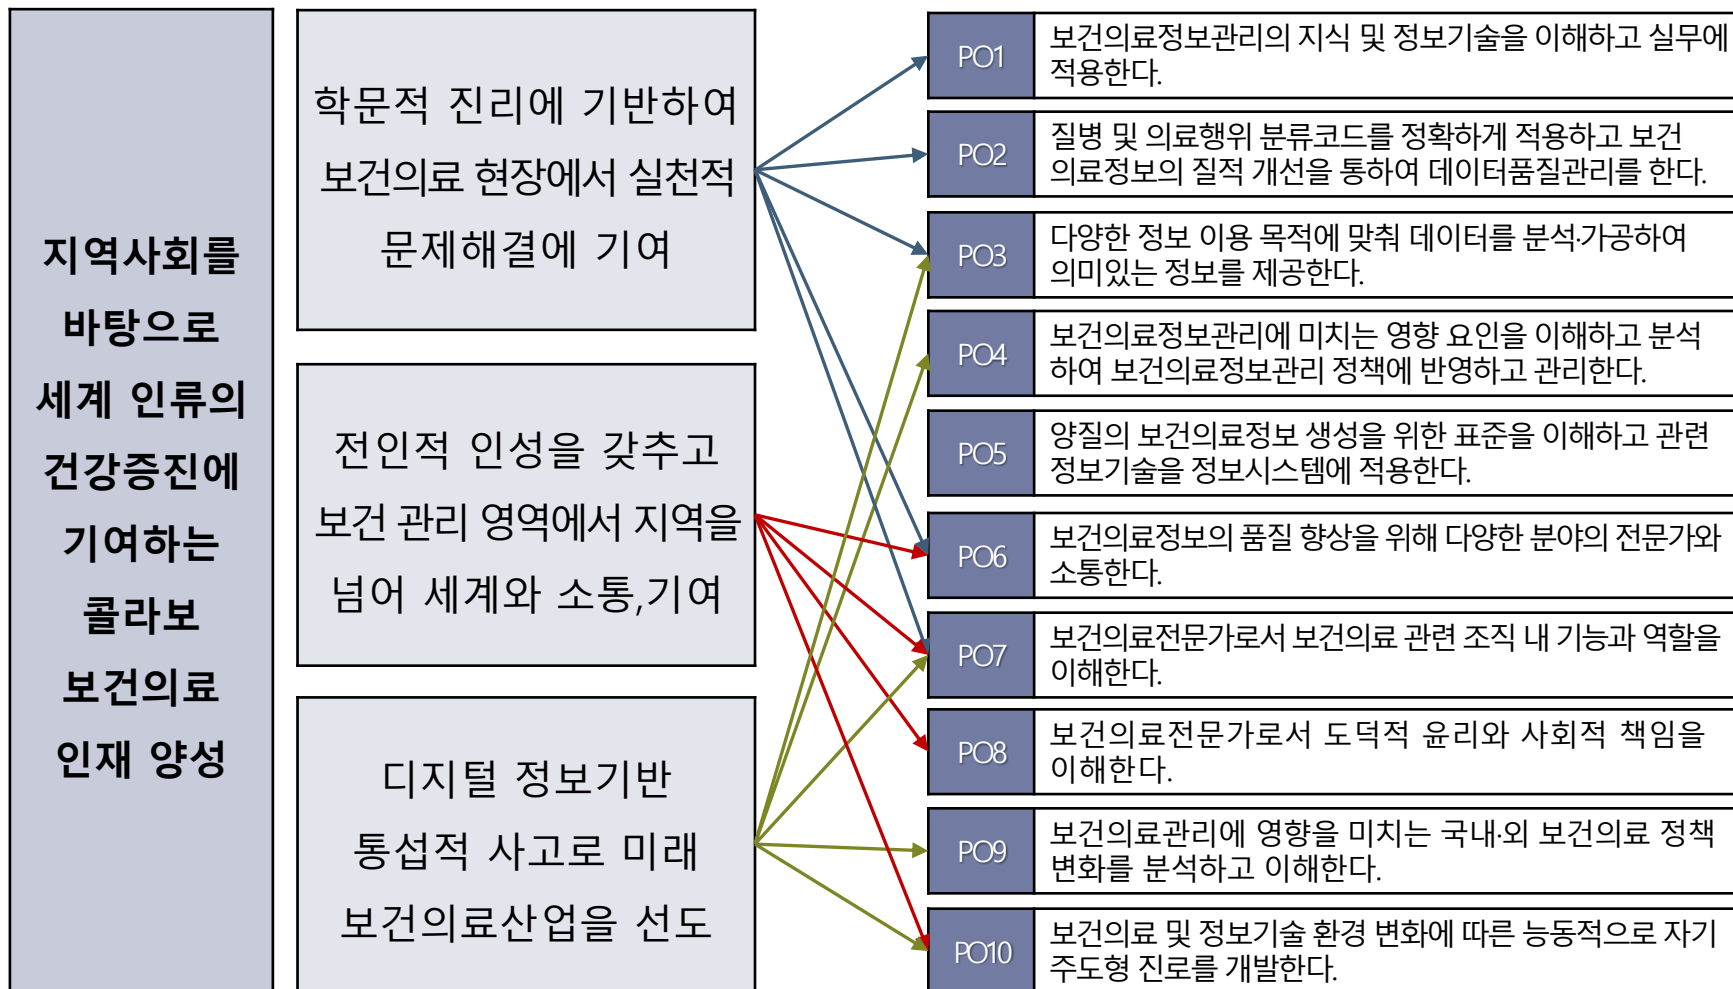 지역사회를
바탕으로
세계 인류의
건강증진에
기여하는
콜라보
보건의료
인재 양성
학문적 진리에 기반하여
보건의료 현장에서 실천적
문제해결에 기여
전인적 인성을 갖추고
보건 관리 영역에서 지역을
넘어 세계와 소통,기여
디지털 정보기반
통섭적 사고로 미래
보건의료산업을 선도
PO1
보건의료정보관리의 지식 및 정보기술을 이해하고 실무에
적용한다.
PO2
질병 및 의료행위 분류코드를 정확하게 적용하고 보건
의료정보의 질적 개선을 통하여 데이터품질관리를 한다.
PO3
다양한 정보 이용 목적에 맞춰 데이터를 분석·가공하여
의미있는 정보를 제공한다.
PO4
보건의료정보관리에 미치는 영향 요인을 이해하고 분석
하여 보건의료정보관리 정책에 반영하고 관리한다.
PO5
양질의 보건의료정보 생성을 위한 표준을 이해하고 관련
정보기술을 정보시스템에 적용한다.
PO6
보건의료정보의 품질 향상을 위해 다양한 분야의 전문가와
소통한다.
PO7
보건의료전문가로서 보건의료 관련 조직 내 기능과 역할을
이해한다.
PO8
보건의료전문가로서 도덕적 윤리와 사회적 책임을
이해한다.
PO9
보건의료관리에 영향을 미치는 국내·외 보건의료 정책
변화를 분석하고 이해한다.
PO10
보건의료 및 정보기술 환경 변화에 따른 능동적으로 자기
주도형 진로를 개발한다.